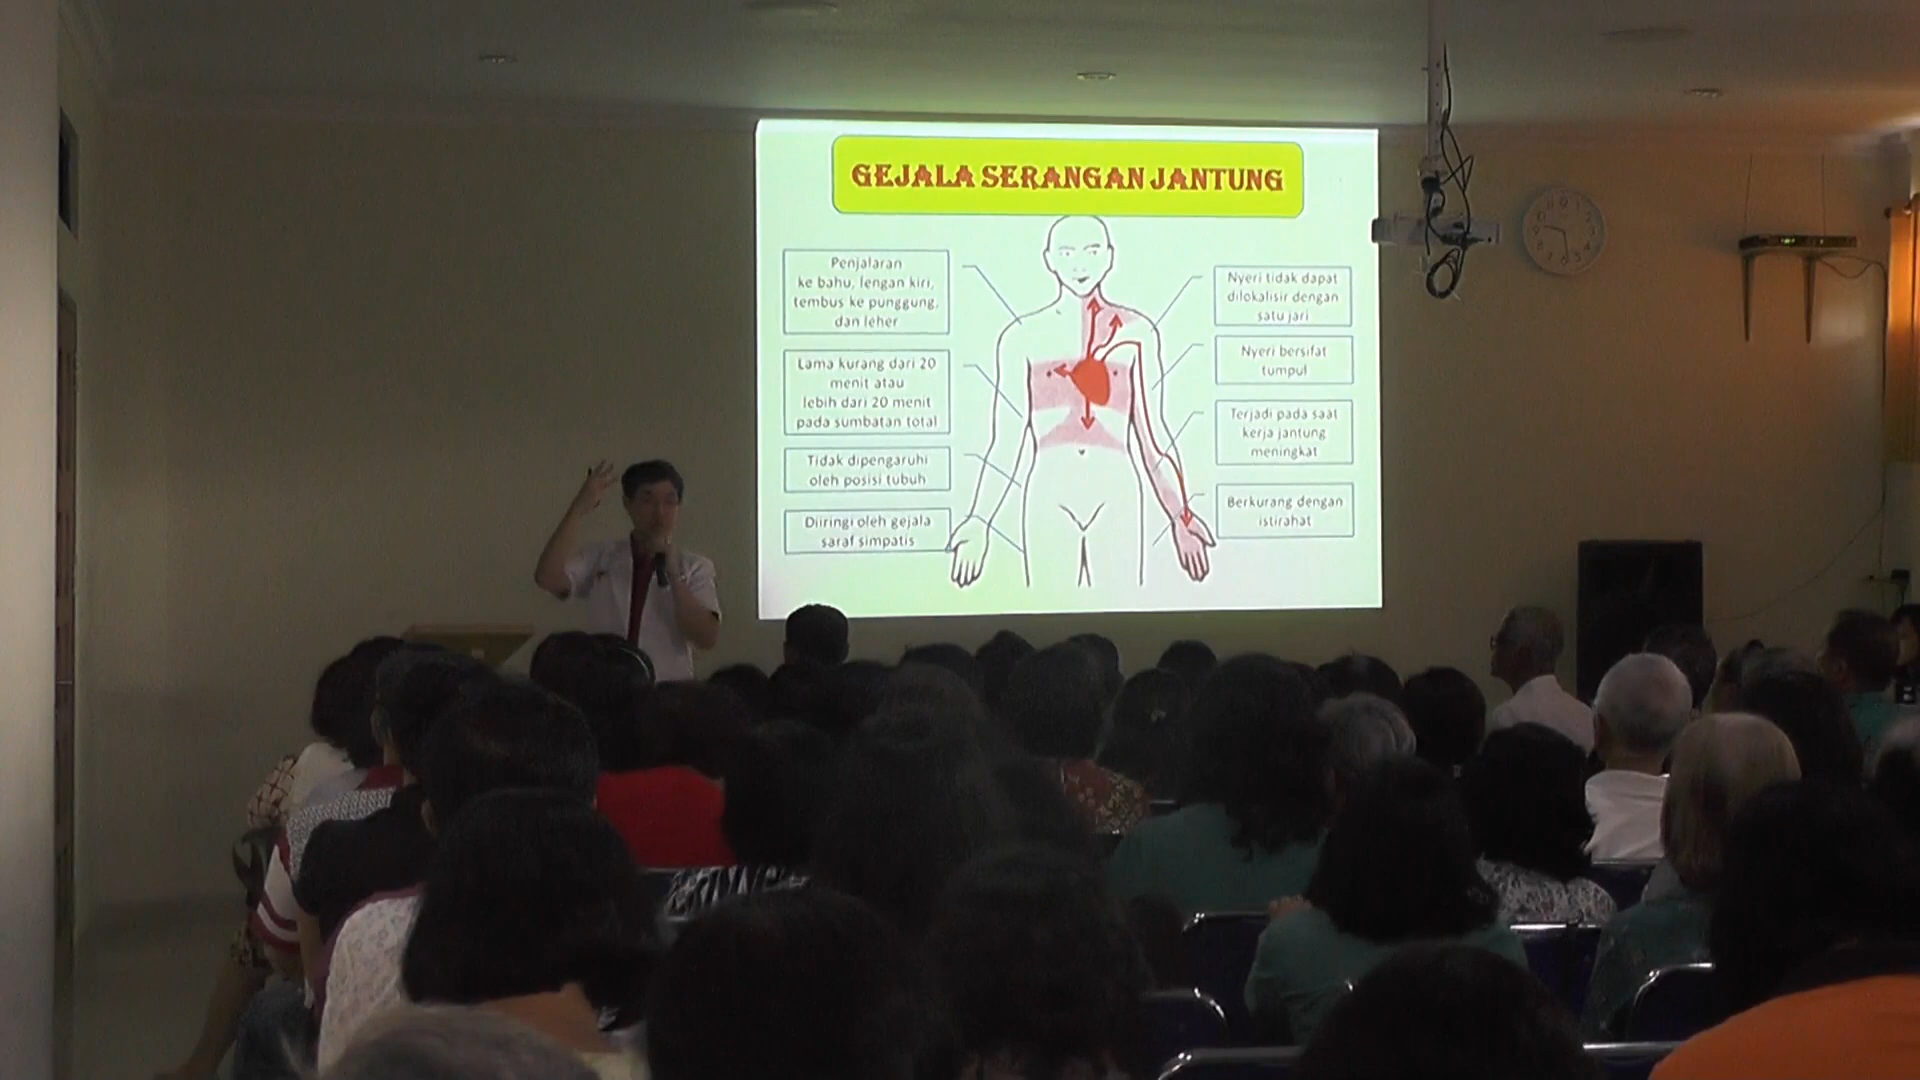 GEJALA SERANGAN JANTUNG
Penjalaran
ke bahu, lengan kiri,
tembus ke punggung,
dan leher
Lama kurang dari 20
menit atau
lebih dari 20 menit
pada sumbatan total
Tidak dipengaruhi
oleh posisi tubuh
Diiringi oleh gejala
saraf simpatis
Nyeri tidak dapat
dilokalisir dengan
satu jari
Nyeri bersifat
tumpul
Terjadi pada saat
kerja jantung
meningkat
Berkurang dengan
istirahat